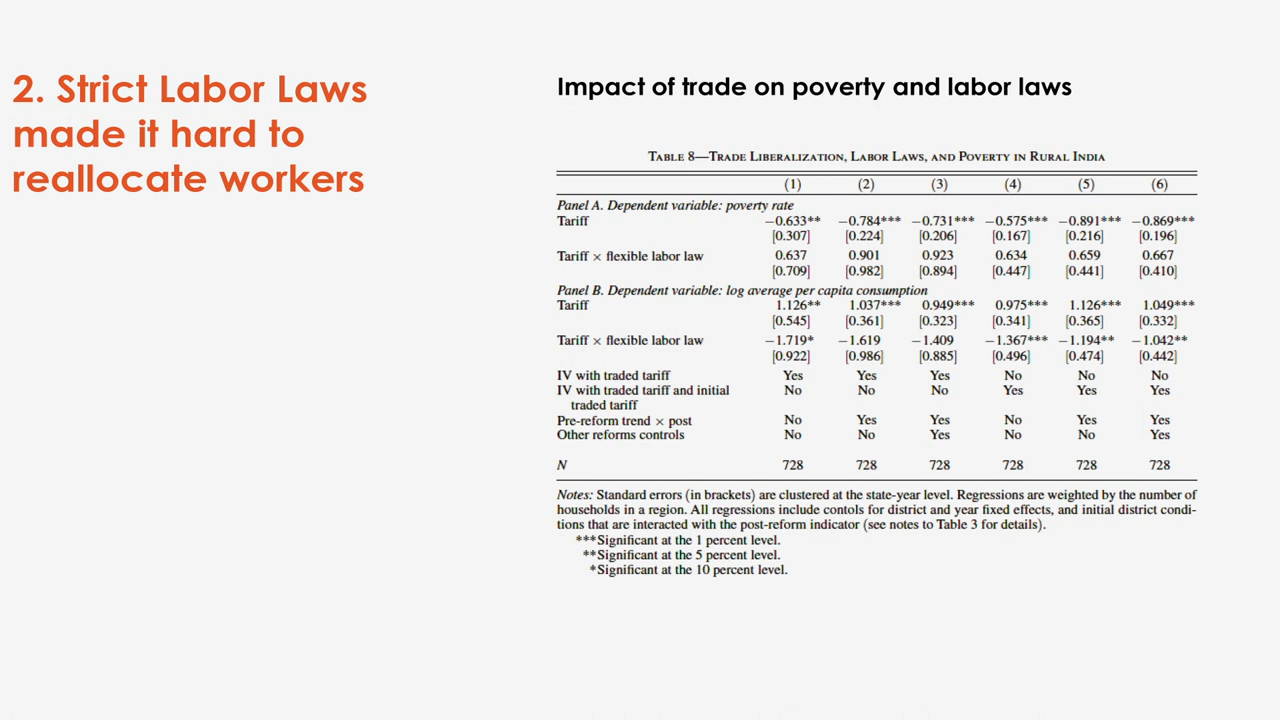 2. Strict Labor Laws
made it hard to
reallocate workers
Impact of trade on poverty and labor laws
Table 8—Trade Liberalization, Labor Laws, and Poverty in Rural India
(1) (2) (3) (4) (5) (6)
Panel A. Dependent variable: poverty rate
Tariff −0.633** −0.784*** −0.731*** −0.575*** −0.891*** −0.869***
[0.307] [0.224] [0.206] [0.167] [0.216] [0.196]
Tariff × flexible labor law 0.637 0.901 0.923 0.634 0.659 0.667
[0.709] [0.982] [0.894] [0.447] [0.441] [0.410]
Panel B. Dependent variable: log average per capita consumption
Tariff 1.126** 1.037*** 0.949*** 0.975*** 1.126*** 1.049***
[0.545] [0.361] [0.323] [0.341] [0.365] [0.332]
Tariff × flexible labor law −1.719* −1.619 −1.409 −1.367*** −1.194** −1.042**
[0.922] [0.986] [0.885] [0.496] [0.474] [0.442]
IV with traded tariff Yes Yes Yes No No No
IV with traded tariff and initial No No No Yes Yes Yes
traded tariff
Pre-reform trend × post No Yes Yes No Yes Yes
Other reforms controls No No Yes No No Yes
N 728 728 728 728 728 728
Notes: Standard errors (in brackets) are clustered at the state-year level. Regressions are weighted by the number of
households in a region. All regressions include contols for district and year fixed effects, and initial district condi-
tions that are interacted with the post-reform indicator (see notes to Table 3 for details).
***Significant at the 1 percent level.
**Significant at the 5 percent level.
*Significant at the 10 percent level.